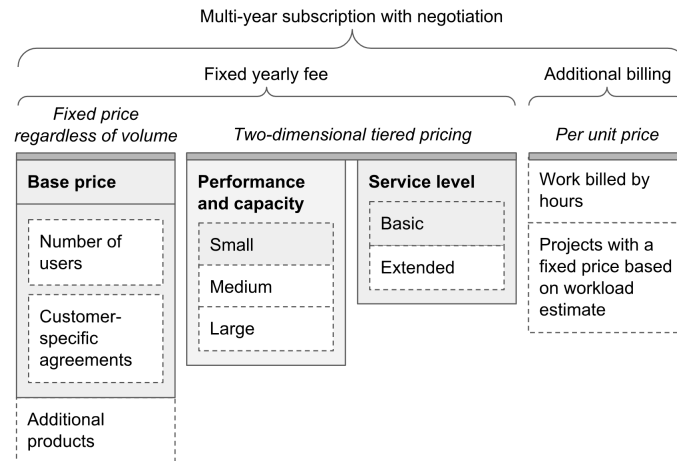 Multi-year subscription with negotiation
Fixed yearly fee
Additional billing
Fixed price
regardless of volume
Two-dimensional tiered pricing
Per unit price
Base price
Number of
users
Customer-
specific
agreements
Additional
products
Performance
and capacity
Small
Medium
Large
Service level
Basic
Extended
Work billed by
hours
Projects with a
fixed price based
on workload
estimate